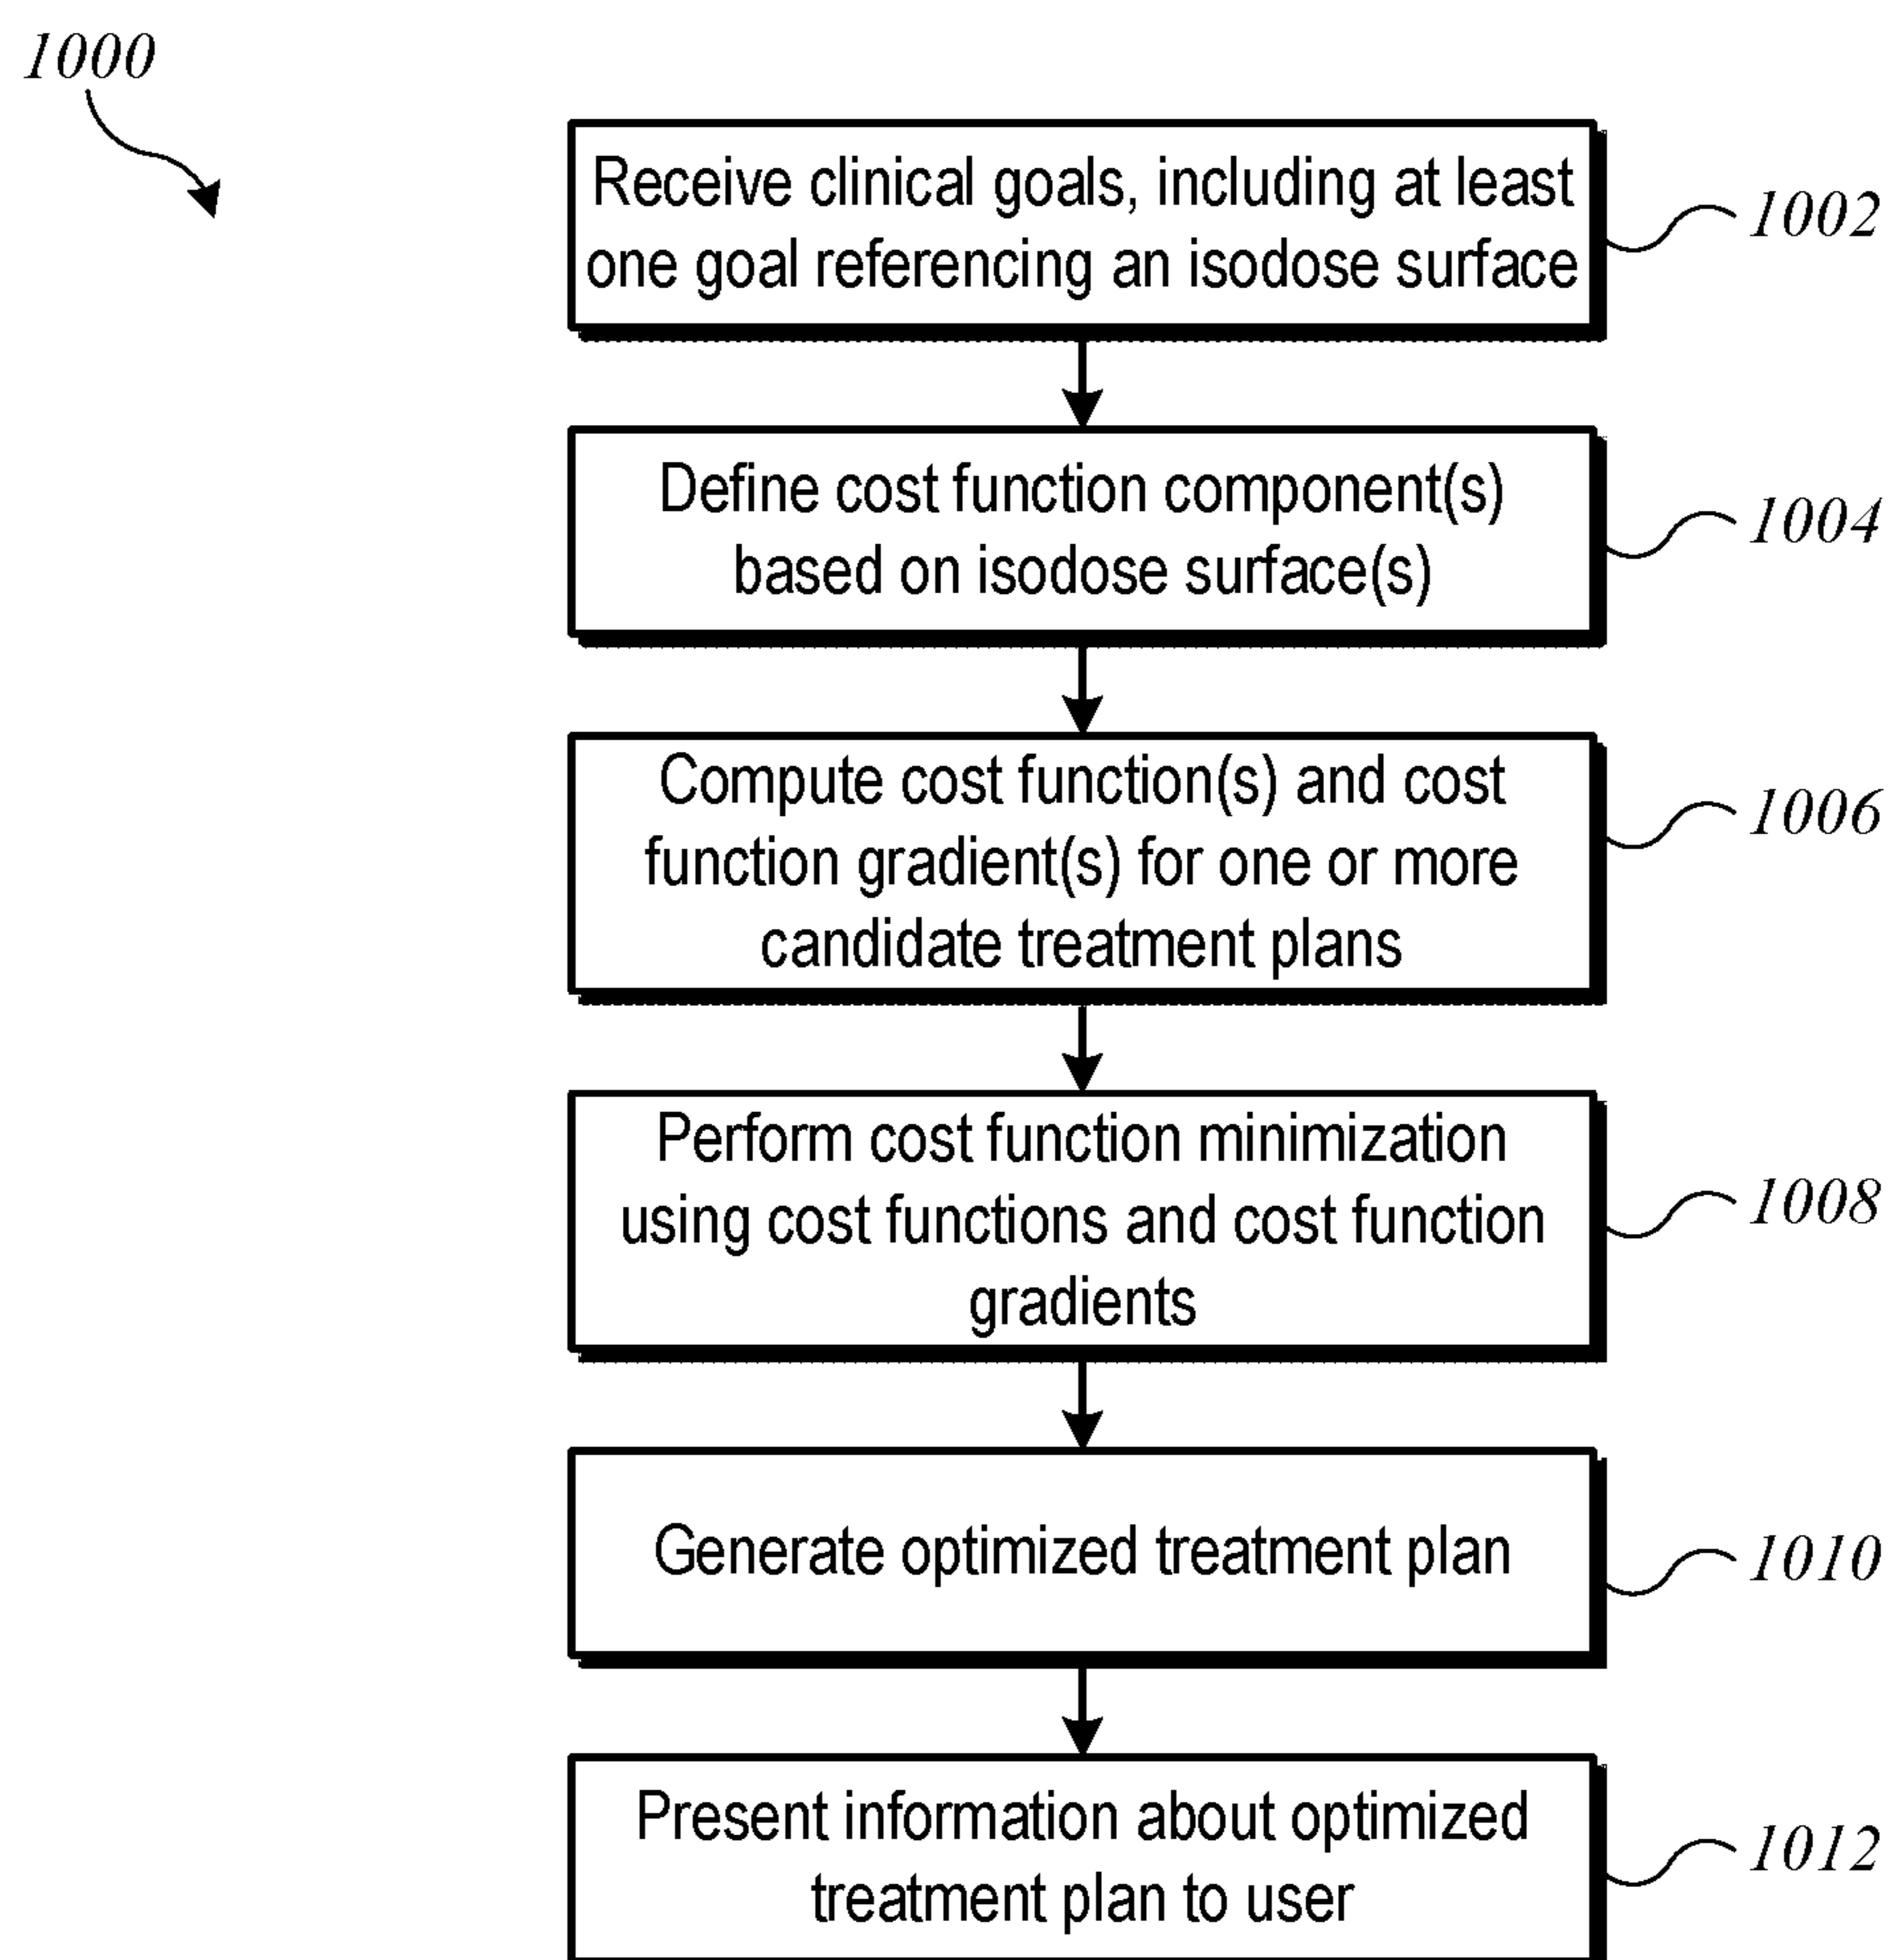 1000
Receive clinical goals, including at least
one goal referencing an isodose surface
1002
Define cost function component(s)
based on isodose surface(s)
1004
Compute cost function(s) and cost
function gradient(s) for one or more
candidate treatment plans
1006
Perform cost function minimization
using cost functions and cost function
gradients
1008
Generate optimized treatment plan
1010
Present information about optimized
treatment plan to user
1012